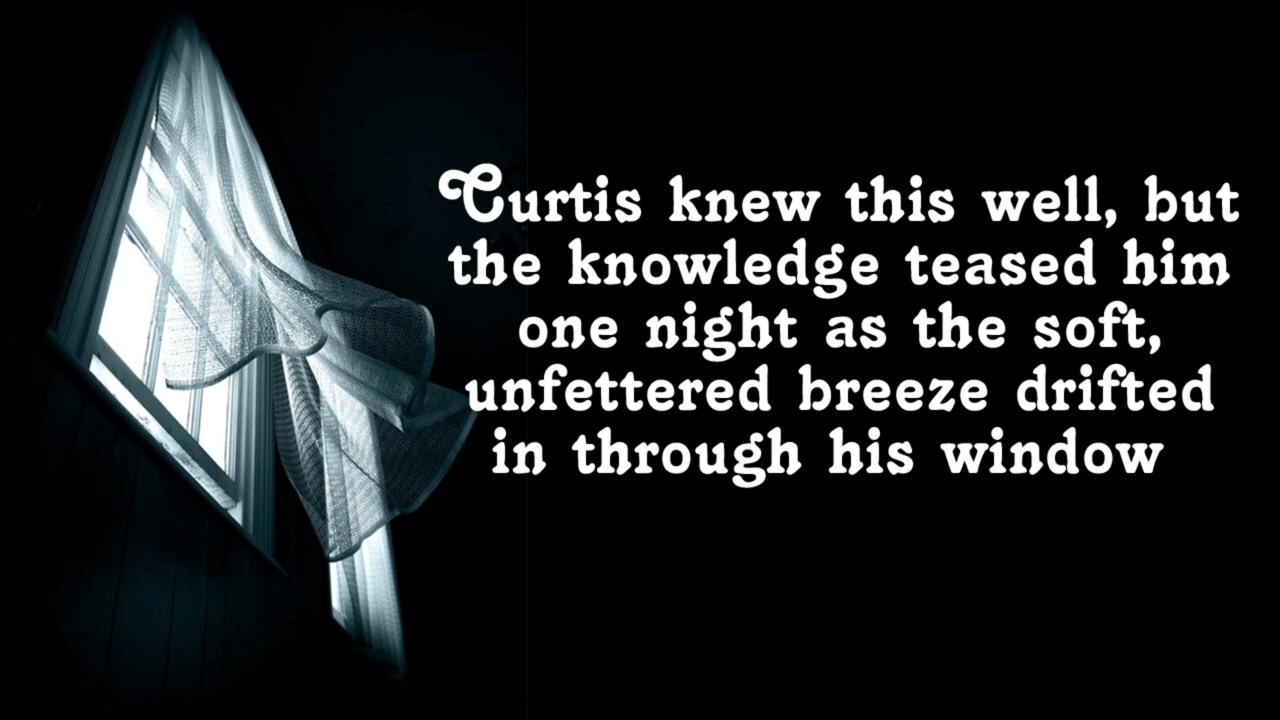 Curtis knew this well, but
the knowledge teased him
one night as the soft,
unfettered breeze drifted
in through his window